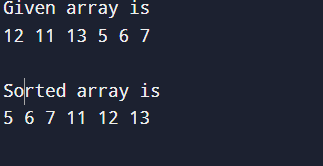 Given array is
12 11 13 5 6 7
Sorted array is
5 6 7 11 12 13